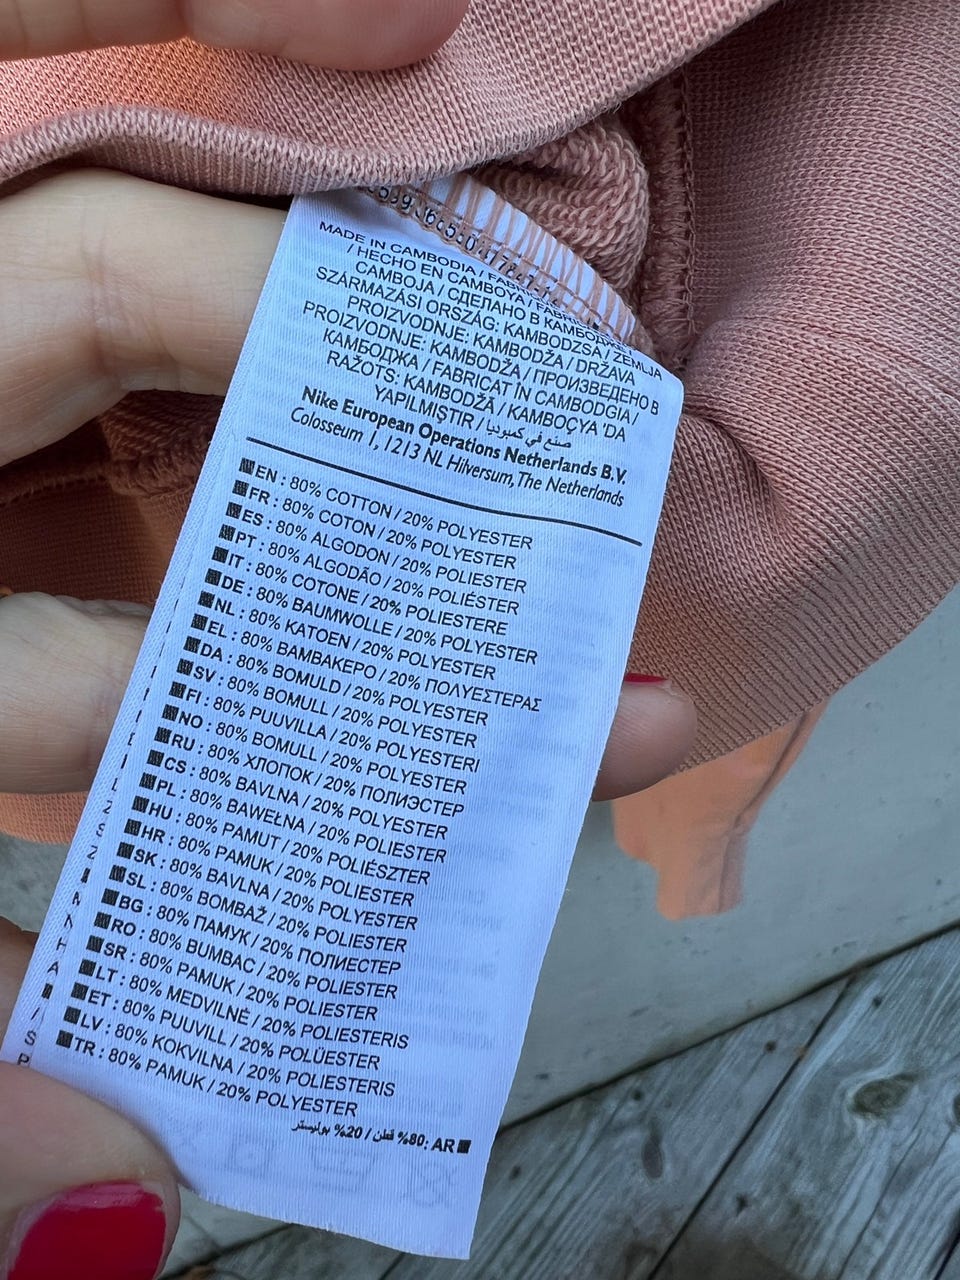 MADE IN CAMBODIA /
/ HECHO EN CAMBOYA /
CAMBOJA / СДЕЛАНО В КАМБОДЖЕ /
SZÁRMAZÁSI ORSZÁG: KAMBODZSA / ZEMLJA
PROIZVODNJE: KAMBODŽA / DRŽAVA
PROIZVODNJE: KAMBODŽA / ПРОИЗВЕДЕНО В
КАМБОДЖА / FABRICAT ÎN CAMBODGIA /
RAŽOTS: KAMBODŽĀ / KAMBOÇYA 'DA
YAPILMIŞTIR / صنع في كمبوديا
Nike European Operations Netherlands B.V.
Colosseum 1, 1213 NL Hilversum, The Netherlands
EN : 80% COTTON / 20% POLYESTER
FR : 80% COTON / 20% POLYESTER
ES : 80% ALGODON / 20% POLIESTER
PT : 80% ALGODÃO / 20% POLIÉSTER
IT : 80% COTONE / 20% POLIESTERE
DE : 80% BAUMWOLLE / 20% POLYESTER
NL : 80% KATOEN / 20% POLYESTER
EL : 80% ΒΑΜΒΑΚΕΡΟ / 20% ΠΟΛΥΕΣΤΕΡΑΣ
DA : 80% BOMULD / 20% POLYESTER
SV : 80% BOMULL / 20% POLYESTER
FI : 80% PUUVILLA / 20% POLYESTERI
NO : 80% BOMULL / 20% POLYESTER
RU : 80% ХЛОПОК / 20% ПОЛИЭСТЕР
CS : 80% BAVLNA / 20% POLYESTER
PL : 80% BAWEŁNA / 20% POLIESTER
HU : 80% PAMUT / 20% POLIÉSZTER
HR : 80% PAMUK / 20% POLIESTER
SK : 80% BAVLNA / 20% POLYESTER
SL : 80% BOMBAŽ / 20% POLIESTER
BG : 80% ПАМУК / 20% ПОЛИЕСТЕР
RO : 80% BUMBAC / 20% POLIESTER
SR : 80% PAMUK / 20% POLIESTER
LT : 80% MEDVILNĖ / 20% POLIESTERIS
ET : 80% PUUVILL / 20% POLÜESTER
LV : 80% KOKVILNA / 20% POLIESTERIS
TR : 80% PAMUK / 20% POLYESTER
AR :80% قطن / 20% بوليستر